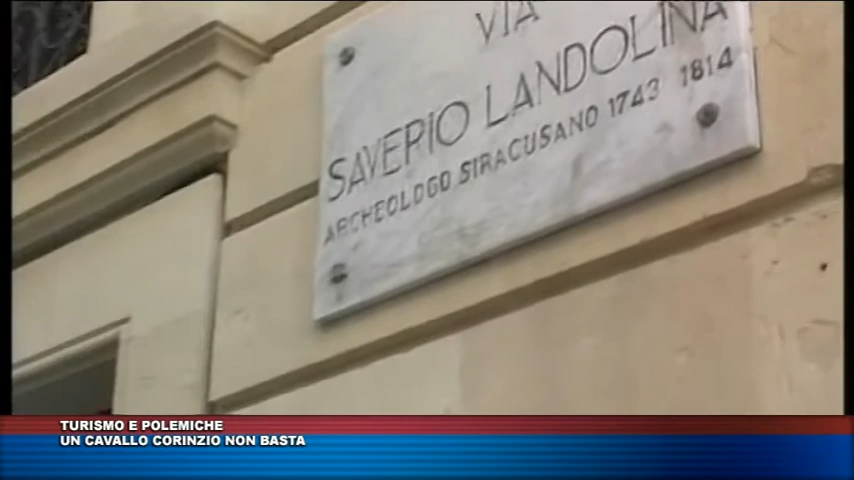 VIA
SAVERIO LANDOLINA
ARCHEOLOGO SIRACUSANO 1743 1814
TURISMO E POLEMICHE
UN CAVALLO CORINZIO NON BASTA